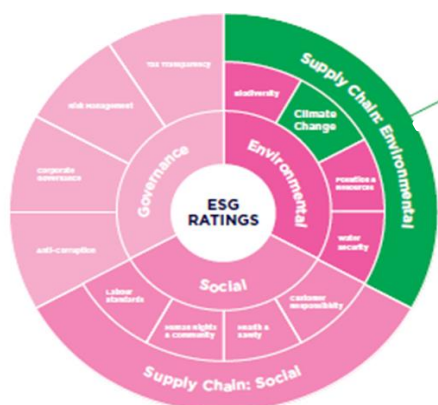 Tax Transparency
Risk Management
Corporate
Governance
Anti-corruption
Governance
Biodiversity
Climate
Change
Pollution &
resources
Water
security
Environmental
Supply Chain: Environmental
ESG
RATINGS
Social
Labour
standards
Human rights
& community
Health &
safety
Customer
responsibility
Supply Chain: Social